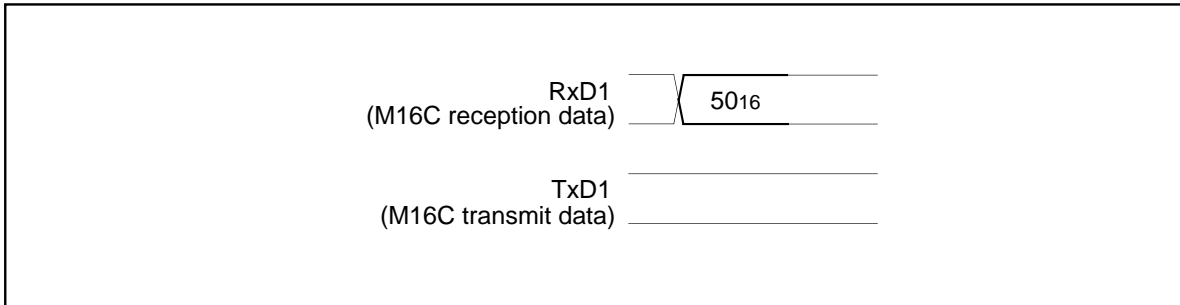 RxD1
(M16C reception data)
5016
TxD1
(M16C transmit data)